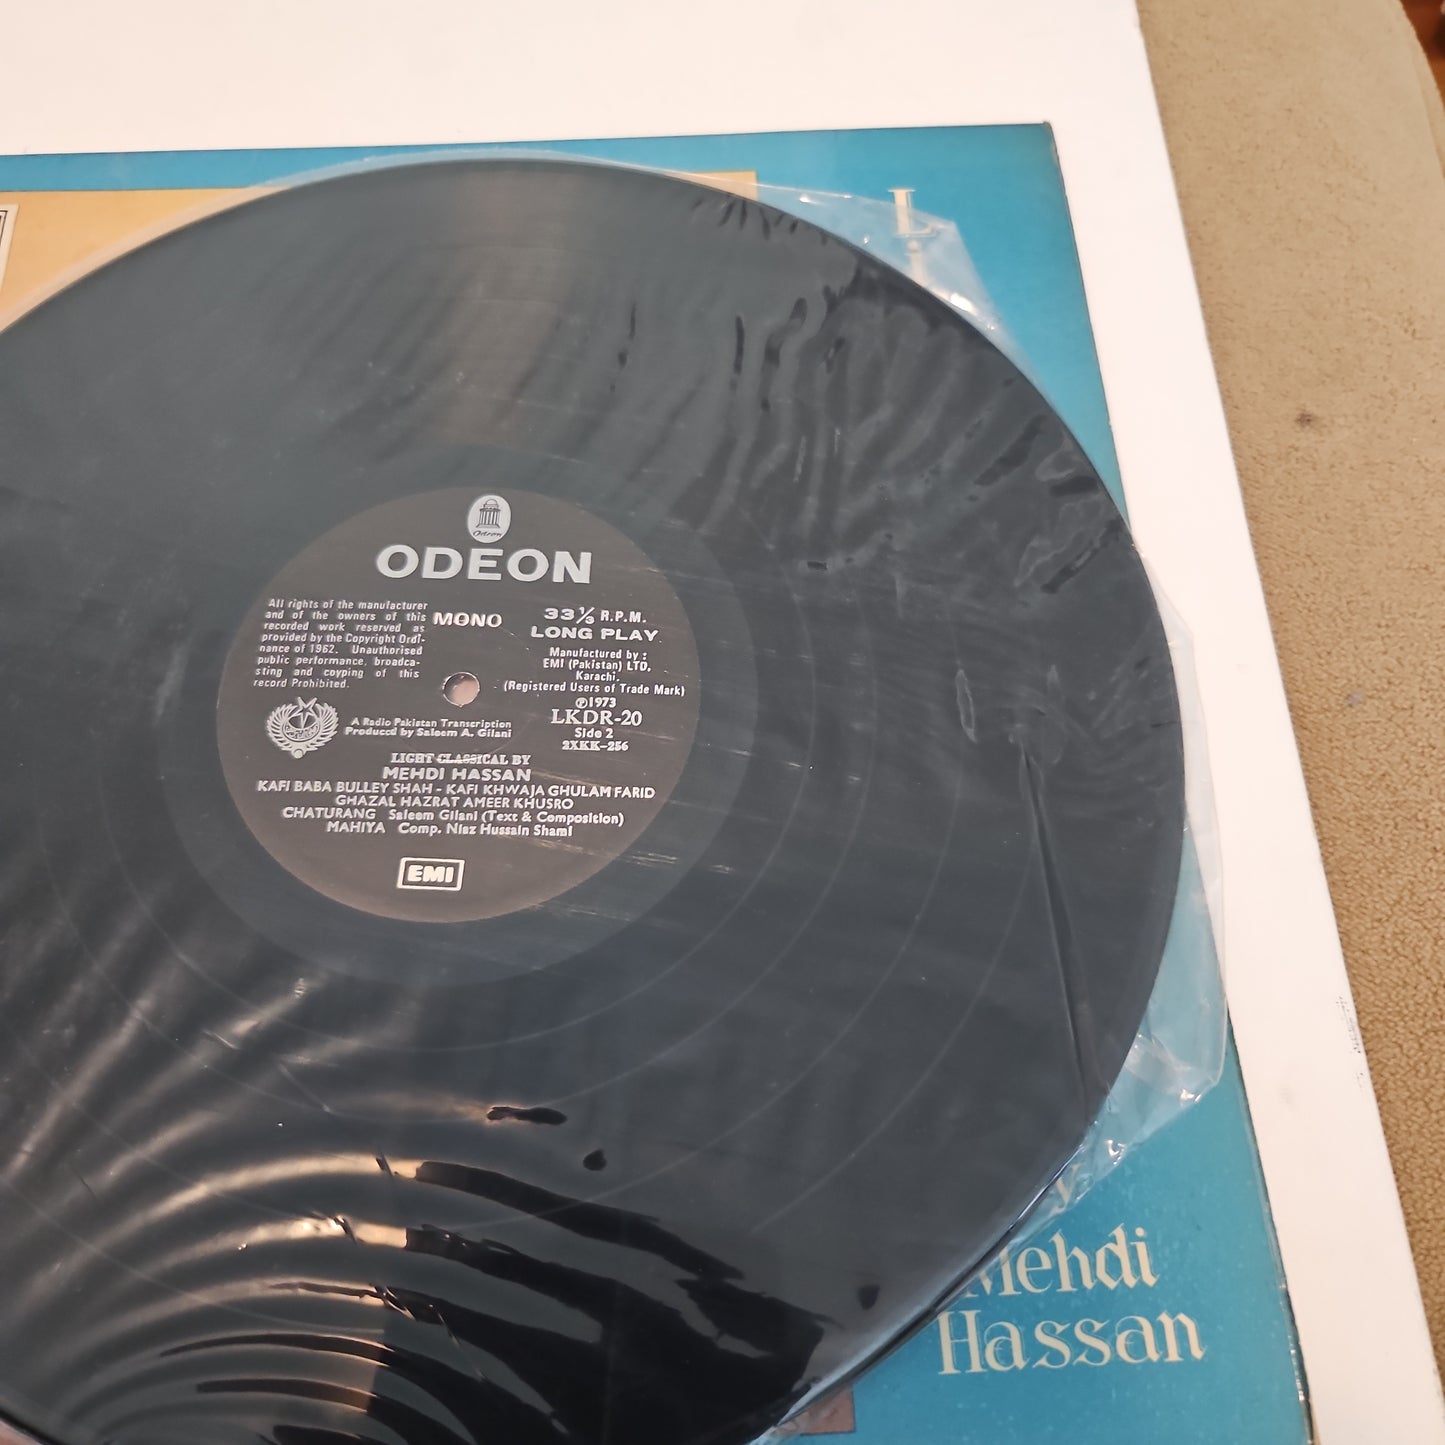 L
Odeon
ODEON
All rights of the manufacturer
and of the owners of this
recorded work reserved as
provided by the Copyright Ordi-
nance of 1962. Unauthorised
public performance, broadca-
sting and coyping of this
record Prohibited.
MONO
33⅓ R.P.M.
LONG PLAY
Manufactured by :
EMI (Pakistan) LTD,
Karachi.
(Registered Users of Trade Mark)
℗1973
LKDR-20
Side 2
2XKK-256
A Radio Pakistan Transcription
Produced by Saleem A. Gilani
LIGHT CLASSICAL BY
MEHDI HASSAN
KAFI BABA BULLEY SHAH - KAFI KHWAJA GHULAM FARID
GHAZAL HAZRAT AMEER KHUSRO
CHATURANG Saleem Gilani (Text & Composition)
MAHIYA Comp. Niaz Hussain Shami
EMI
Mehdi
Hassan